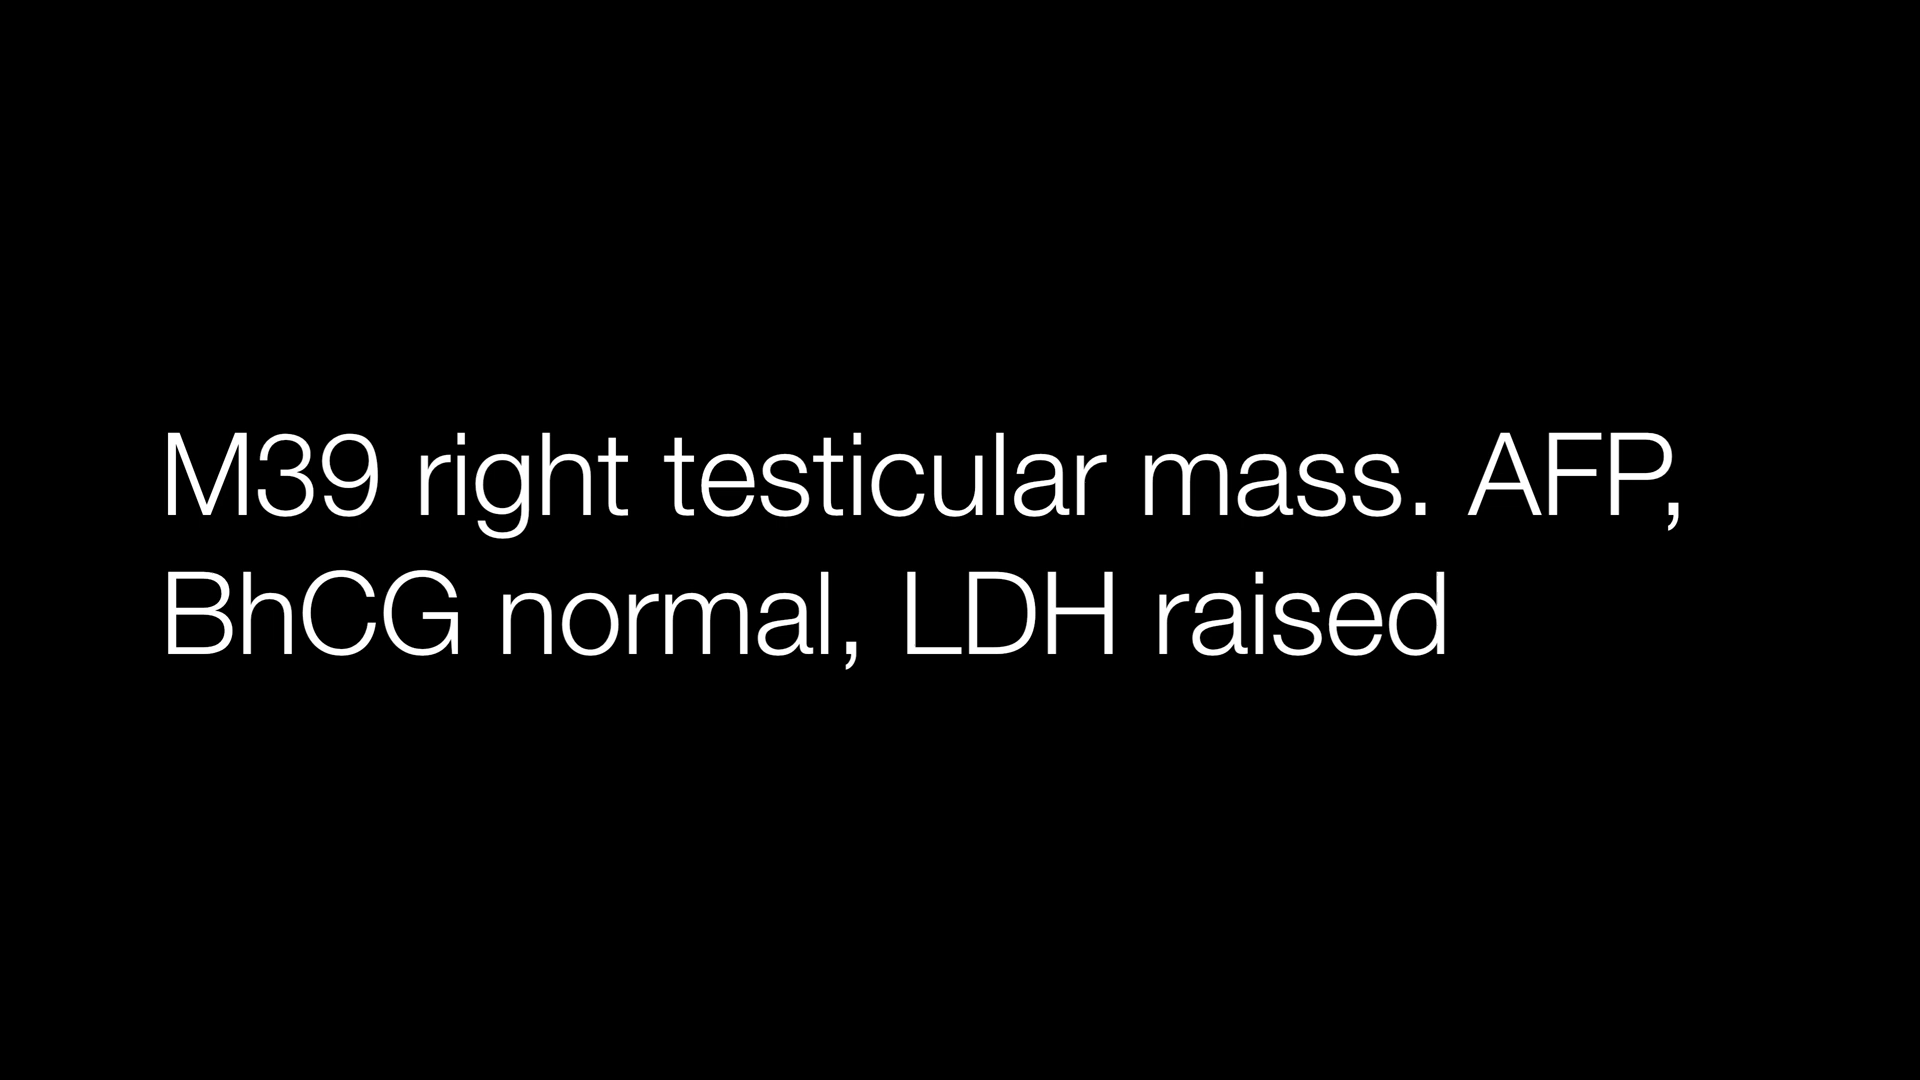 M39 right testicular mass. AFP,
BhCG normal, LDH raised